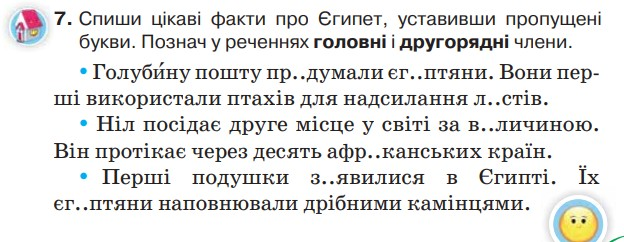 7. Спиши цікаві факти про Єгипет, уставивши пропущені
букви. Познач у реченнях головні і другорядні члени.
• Голуби́ну пошту пр..думали єг..птяни. Вони пер-
ші використали птахів для надсилання л..стів.
• Ніл посідає друге місце у світі за в..личиною.
Він протікає через десять афр..канських країн.
• Перші подушки з..явилися в Єгипті. Їх
єг..птяни наповнювали дрібними камінцями.